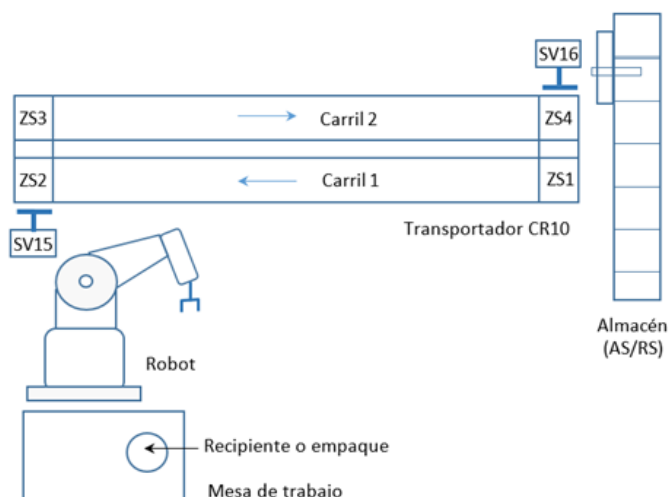 SV16
ZS3
Carril 2
ZS4
ZS2
Carril 1
ZS1
Transportador CR10
SV15
Almacén
(AS/RS)
Robot
Recipiente o empaque
Mesa de trabajo